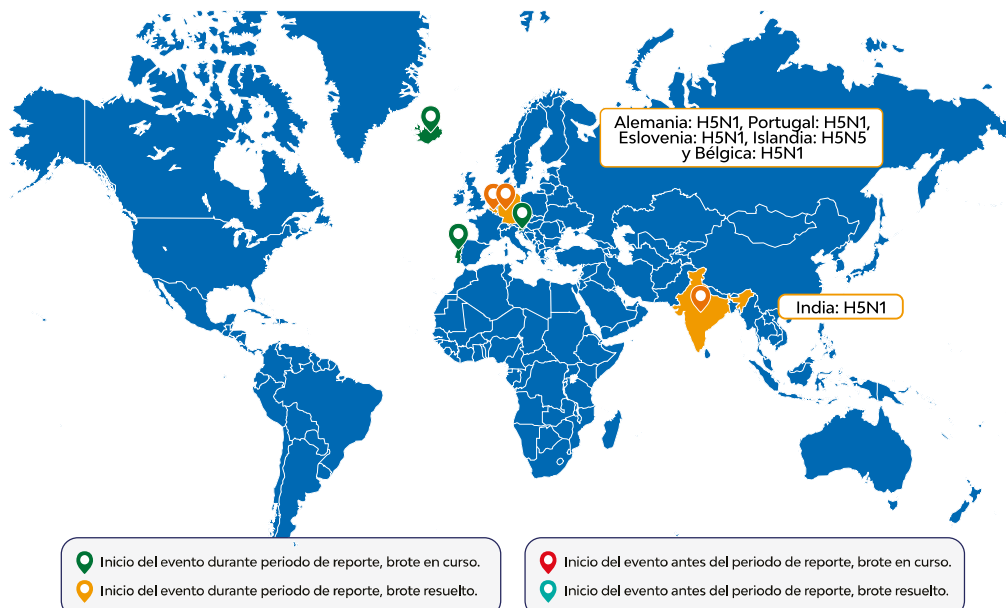 Alemania: H5N1, Portugal: H5N1,
Eslovenia: H5N1, Islandia: H5N5
y Bélgica: H5N1
India: H5N1
Inicio del evento durante periodo de reporte, brote en curso.
Inicio del evento durante periodo de reporte, brote resuelto.
Inicio del evento antes del periodo de reporte, brote en curso.
Inicio del evento antes del periodo de reporte, brote resuelto.